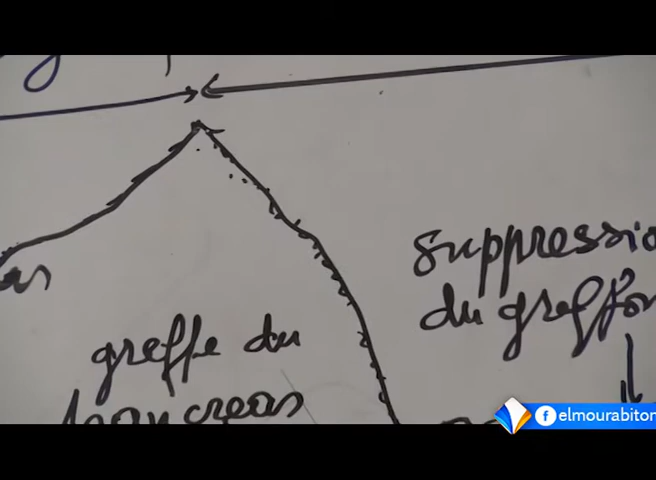 suppressio
du greffon
greffe du
pancreas
elmourabiton